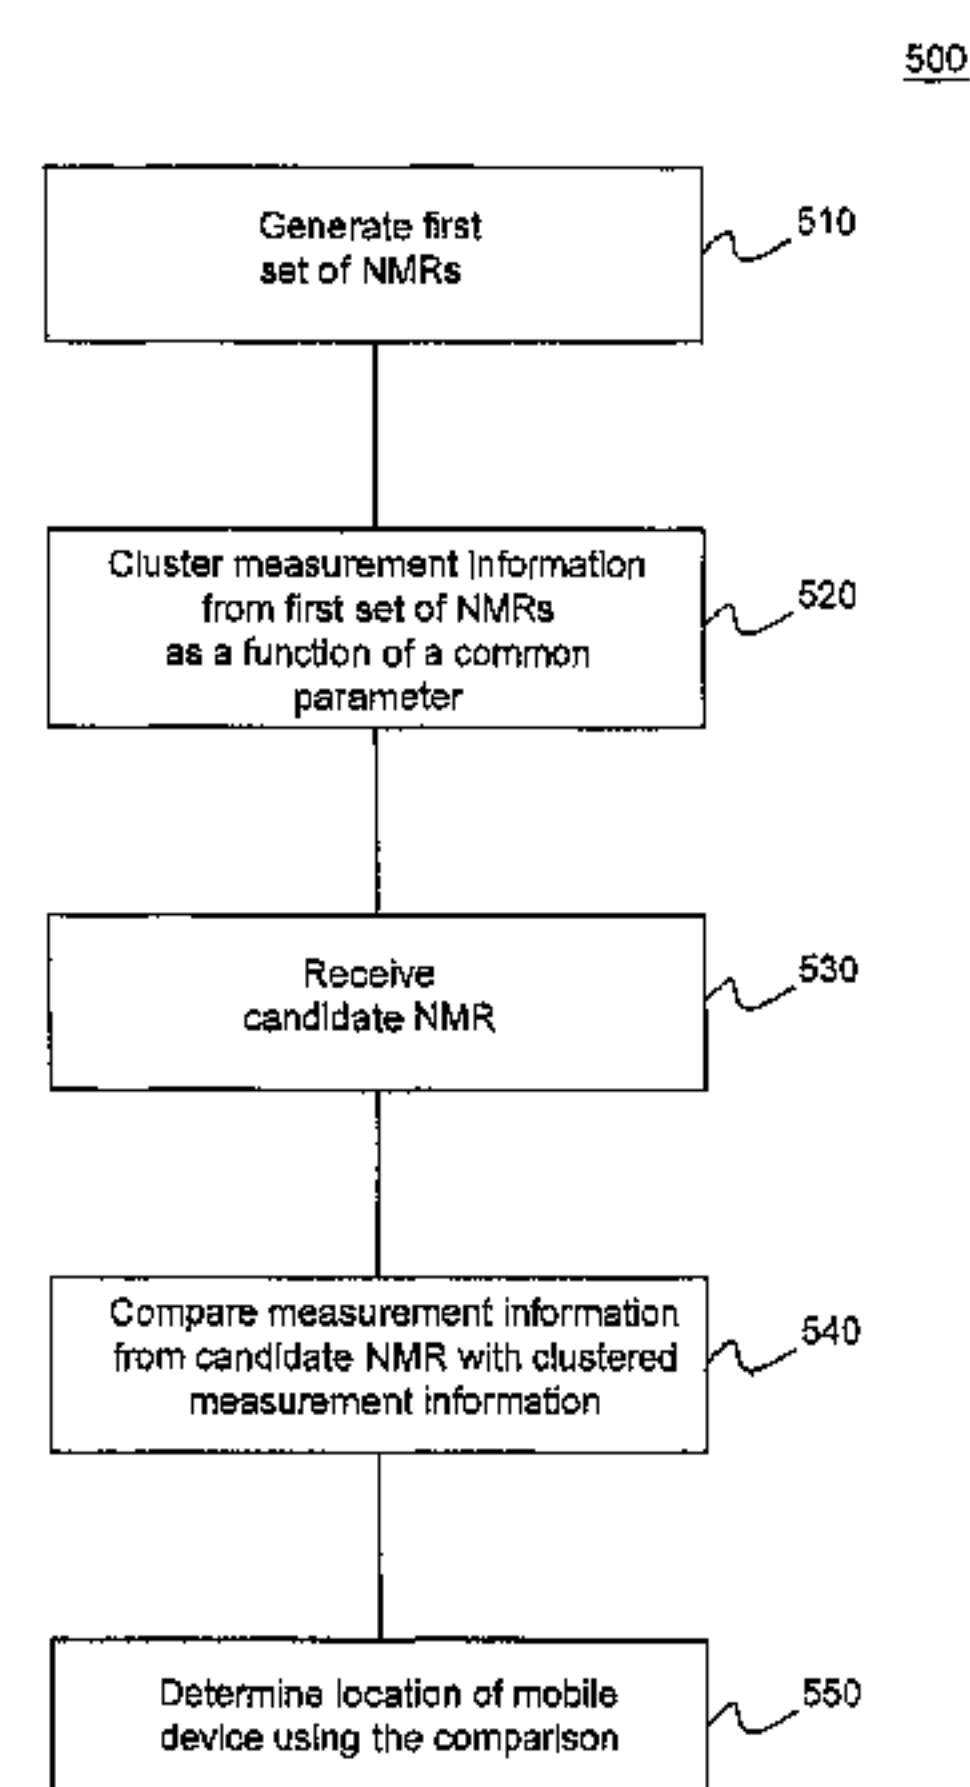 500
Generate first
set of NMRs
510
Cluster measurement information
from first set of NMRs
as a function of a common
parameter
520
Receive
candidate NMR
530
Compare measurement information
from candidate NMR with clustered
measurement information
540
Determine location of mobile
device using the comparison
550